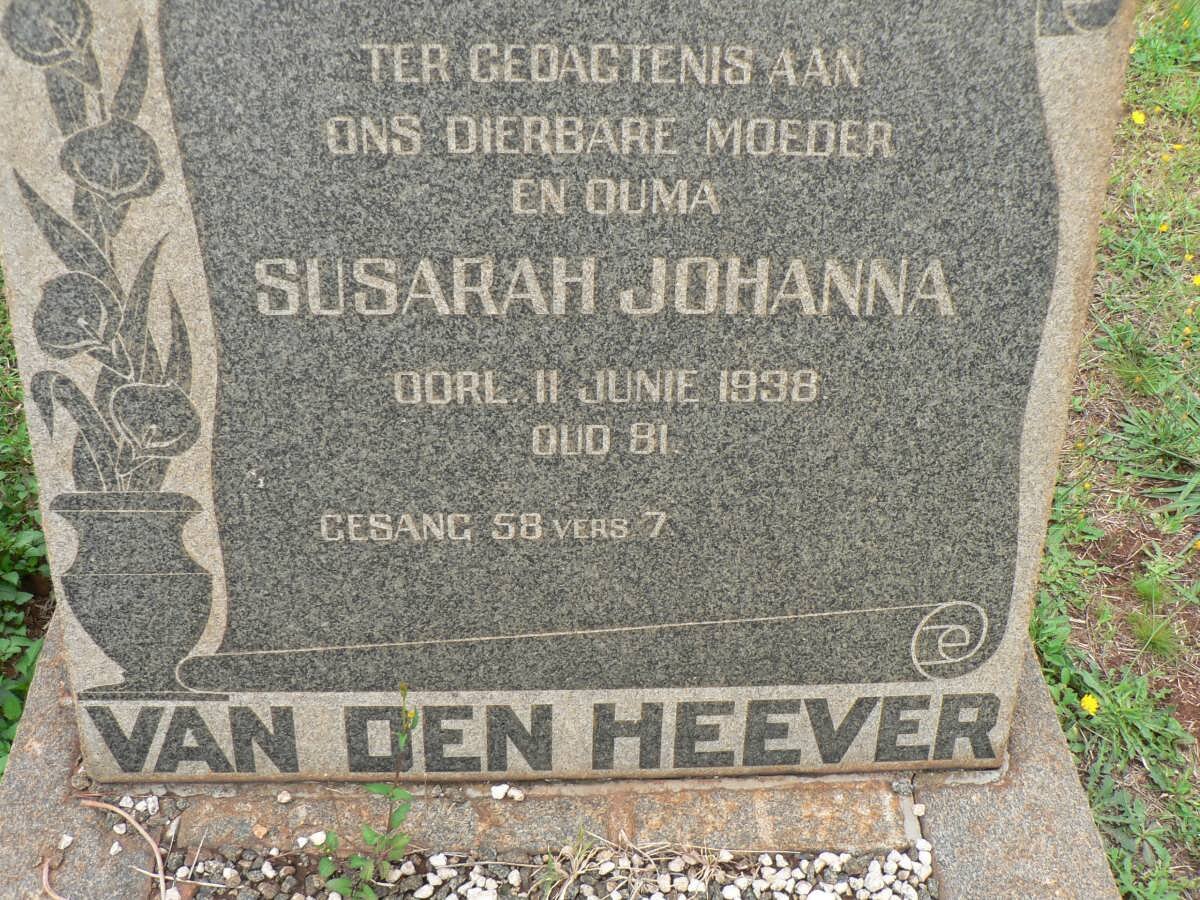 TER GEDAGTENIS AAN
ONS DIERBARE MOEDER
EN OUMA
SUSARAH JOHANNA
OORL. 11 JUNIE 1938.
OUD 81.
GESANG 58 VERS 7
VAN DEN HEEVER